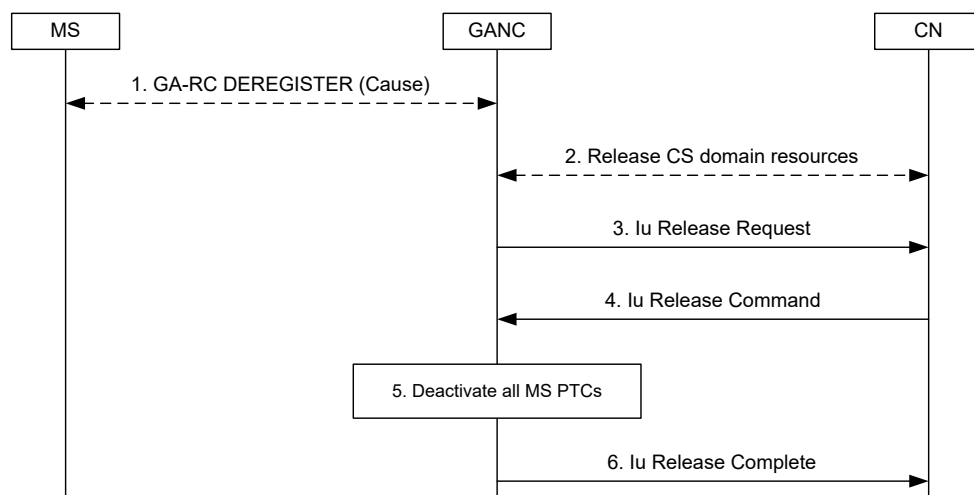 MS
GANC
CN
1. GA-RC DEREGISTER (Cause)
2. Release CS domain resources
3. Iu Release Request
4. Iu Release Command
5. Deactivate all MS PTCs
6. Iu Release Complete